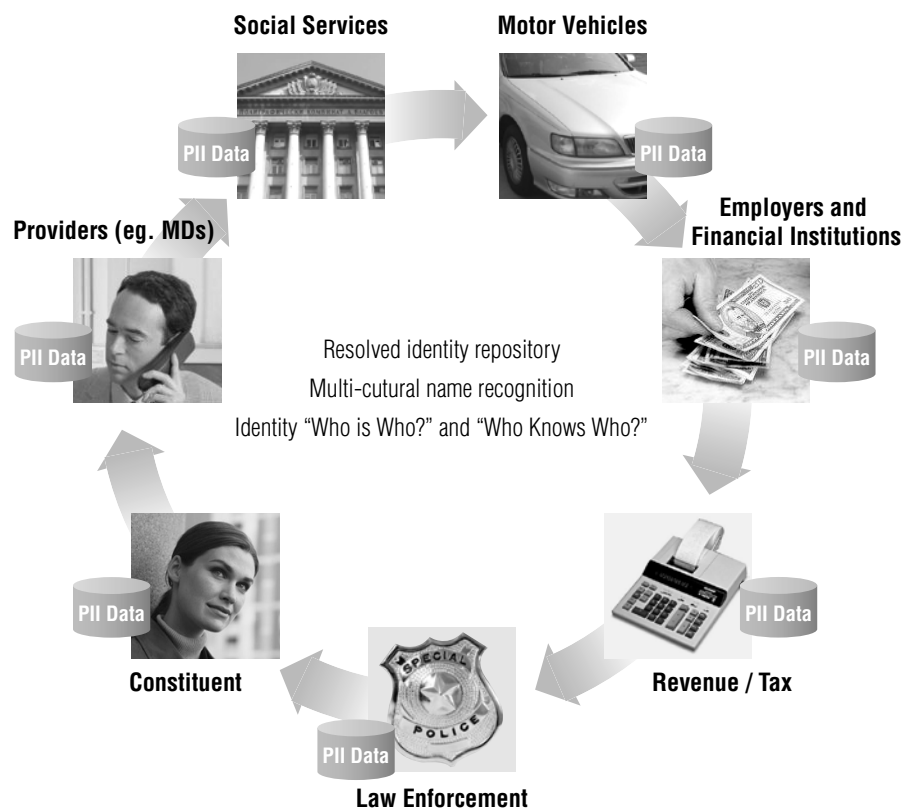 Social Services
Motor Vehicles
PII Data
PII Data
Providers (eg. MDs)
Employers and
Financial Institutions
PII Data
PII Data
Resolved identity repository
Multi-cutural name recognition
Identity “Who is Who?” and “Who Knows Who?”
PII Data
PII Data
Constituent
Revenue / Tax
SPECIAL
POLICE
PII Data
Law Enforcement